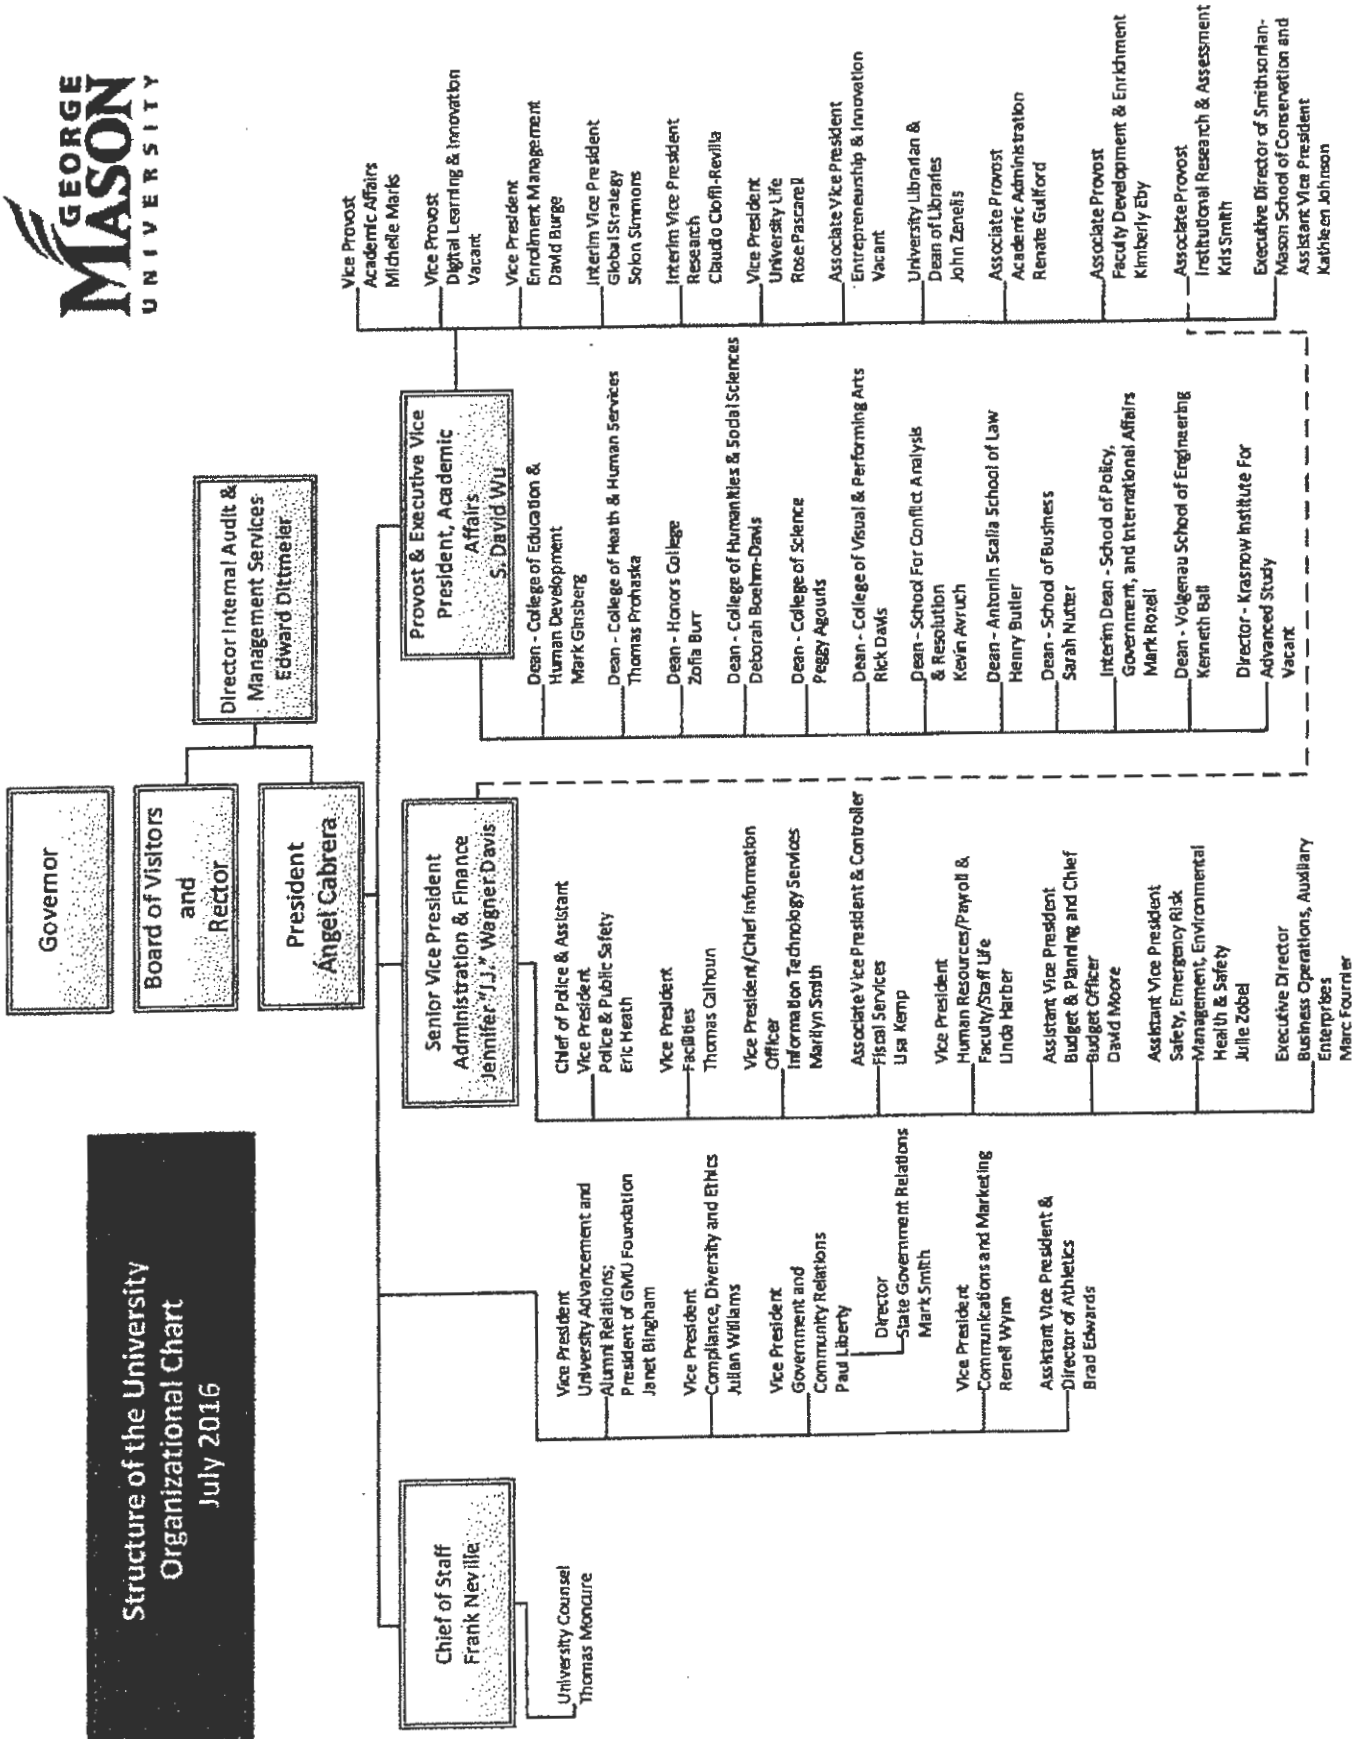 Structure of the University
Organizational Chart
July 2016
GEORGE
MASON
UNIVERSITY
Governor
Board of Visitors
and
Rector
President
Ángel Cabrera
Director Internal Audit &
Management Services
Edward Dittmeier
Chief of Staff
Frank Neville
University Counsel
Thomas Moncure
Vice President
University Advancement and
Alumni Relations;
President of GMU Foundation
Janet Bingham
Vice President
Compliance, Diversity and Ethics
Julian Williams
Vice President
Government and
Community Relations
Paul Liberty
Director
State Government Relations
Mark Smith
Vice President
Communications and Marketing
Renell Wynn
Assistant Vice President &
Director of Athletics
Brad Edwards
Senior Vice President
Administration & Finance
Jennifer "J.J." Wagner Davis
Chief of Police & Assistant
Vice President
Police & Public Safety
Eric Heath
Vice President
Facilities
Thomas Calhoun
Vice President/Chief Information
Officer
Information Technology Services
Marilyn Smith
Associate Vice President & Controller
Fiscal Services
Lisa Kemp
Vice President
Human Resources/Payroll &
Faculty/Staff Life
Linda Harber
Assistant Vice President
Budget & Planning and Chief
Budget Officer
David Moore
Assistant Vice President
Safety, Emergency Risk
Management, Environmental
Health & Safety
Julie Zobel
Executive Director
Business Operations, Auxiliary
Enterprises
Marc Fournier
Provost & Executive Vice
President, Academic
Affairs
S. David Wu
Dean - College of Education &
Human Development
Mark Ginsberg
Dean - College of Heath & Human Services
Thomas Prohaska
Dean - Honors College
Zofia Burr
Dean - College of Humanities & Social Sciences
Deborah Boehm-Davis
Dean - College of Science
Peggy Agouris
Dean - College of Visual & Performing Arts
Rick Davis
Dean - School For Conflict Analysis
& Resolution
Kevin Avruch
Dean - Antonin Scalia School of Law
Henry Butler
Dean - School of Business
Sarah Nutter
Interim Dean - School of Policy,
Government, and International Affairs
Mark Rozell
Dean - Volgenau School of Engineering
Kenneth Ball
Director - Krasnow Institute For
Advanced Study
Vacant
Vice Provost
Academic Affairs
Michelle Marks
Vice Provost
Digital Learning & Innovation
Vacant
Vice President
Enrollment Management
David Burge
Interim Vice President
Global Strategy
Solon Simmons
Interim Vice President
Research
Claudio Cioffi-Revilla
Vice President
University Life
Rose Pascarell
Associate Vice President
Entrepreneurship & Innovation
Vacant
University Librarian &
Dean of Libraries
John Zenelis
Associate Provost
Academic Administration
Renate Guilford
Associate Provost
Faculty Development & Enrichment
Kimberly Eby
Associate Provost
Institutional Research & Assessment
Kris Smith
Executive Director of Smithsonian-
Mason School of Conservation and
Assistant Vice President
Kathleen Johnson